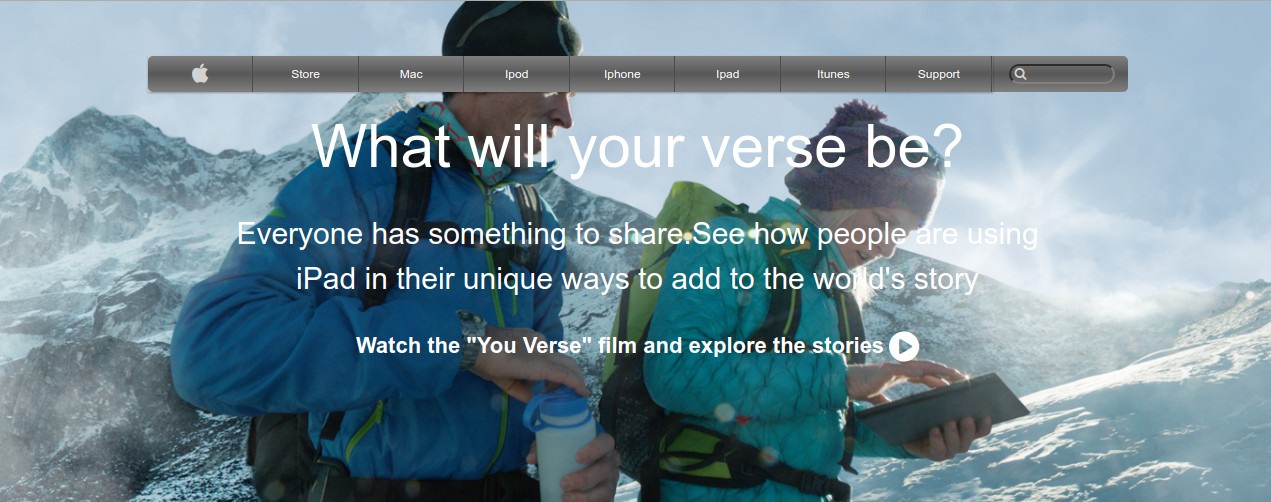 Store Mac Ipod Iphone Ipad Itunes Support
What will your verse be?
Everyone has something to share.See how people are using
iPad in their unique ways to add to the world's story
Watch the "You Verse" film and explore the stories